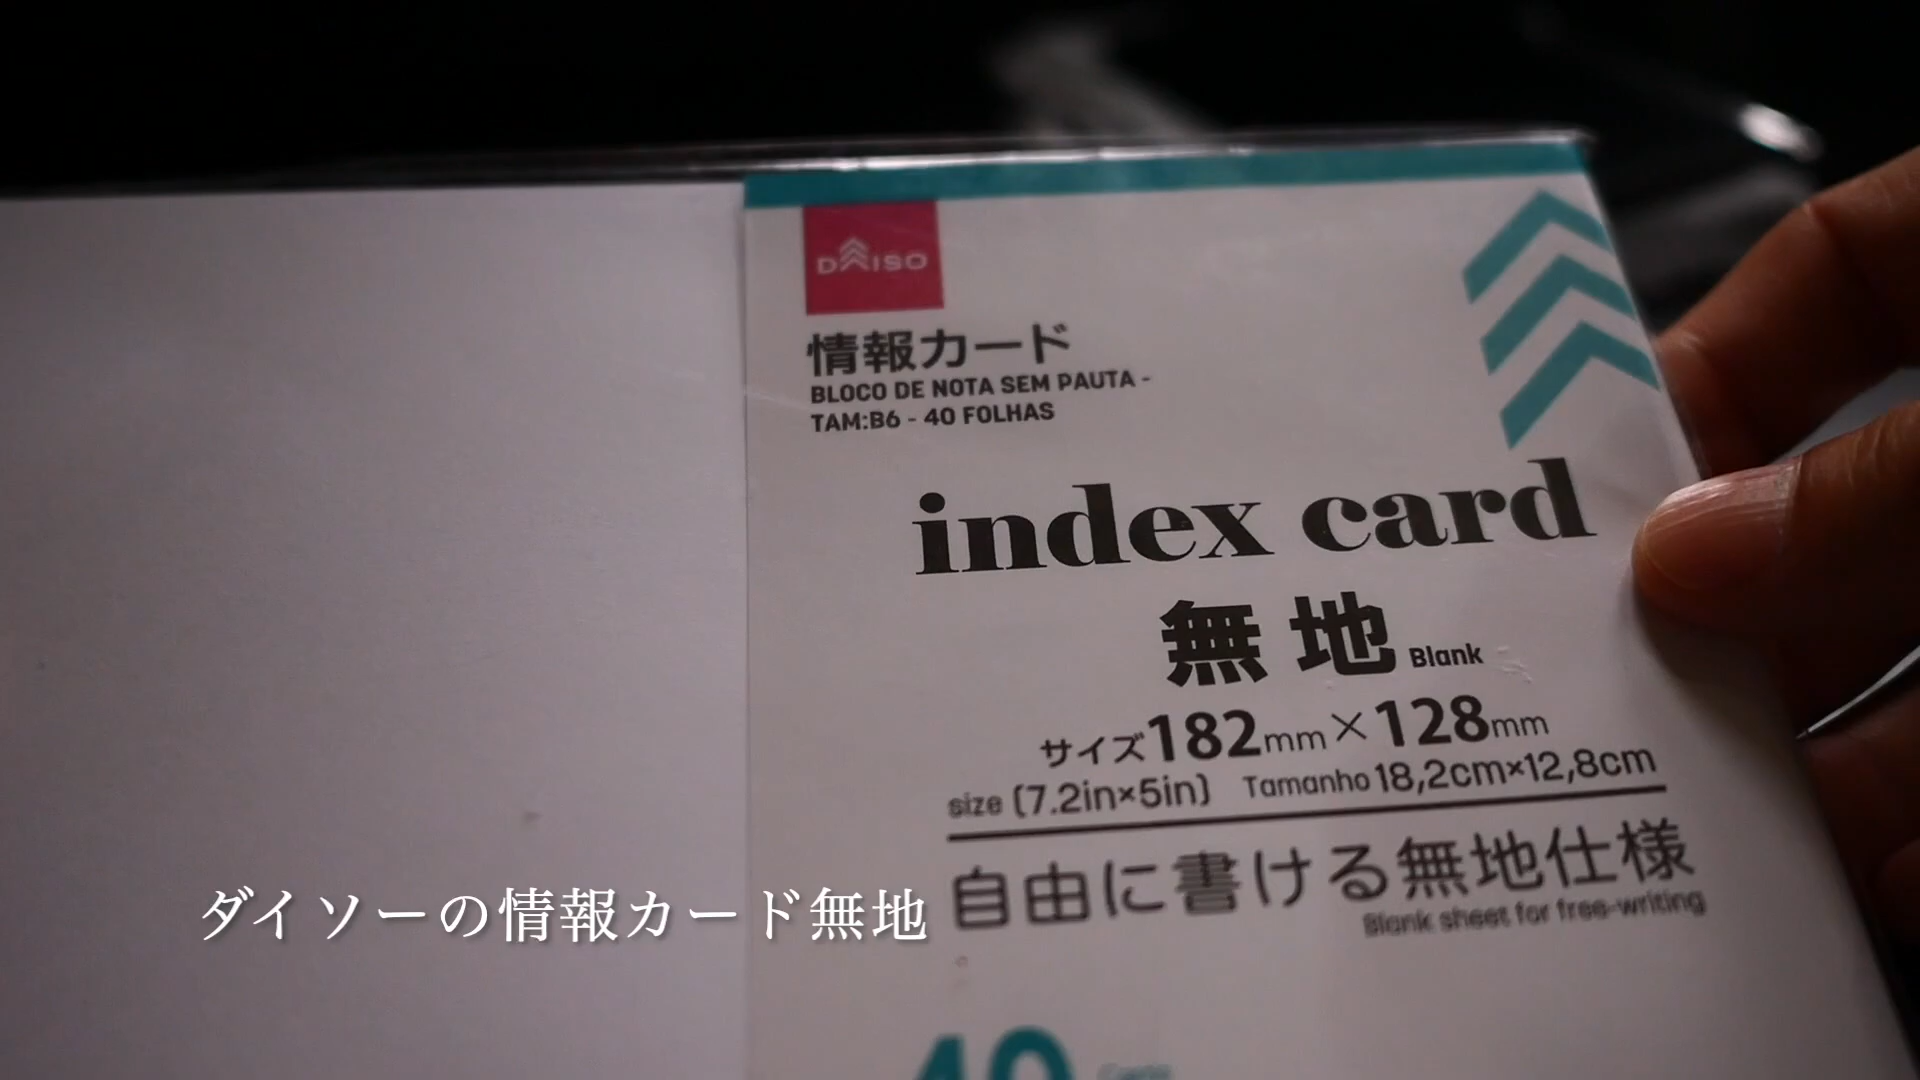 DAISO
情報カード
BLOCO DE NOTA SEM PAUTA -
TAM:B6 - 40 FOLHAS
index card
無地 Blank
サイズ182mm×128mm
size (7.2in×5in) Tamanho 18,2cm×12,8cm
自由に書ける無地仕様
Blank sheet for free-writing
ダイソーの情報カード無地
40